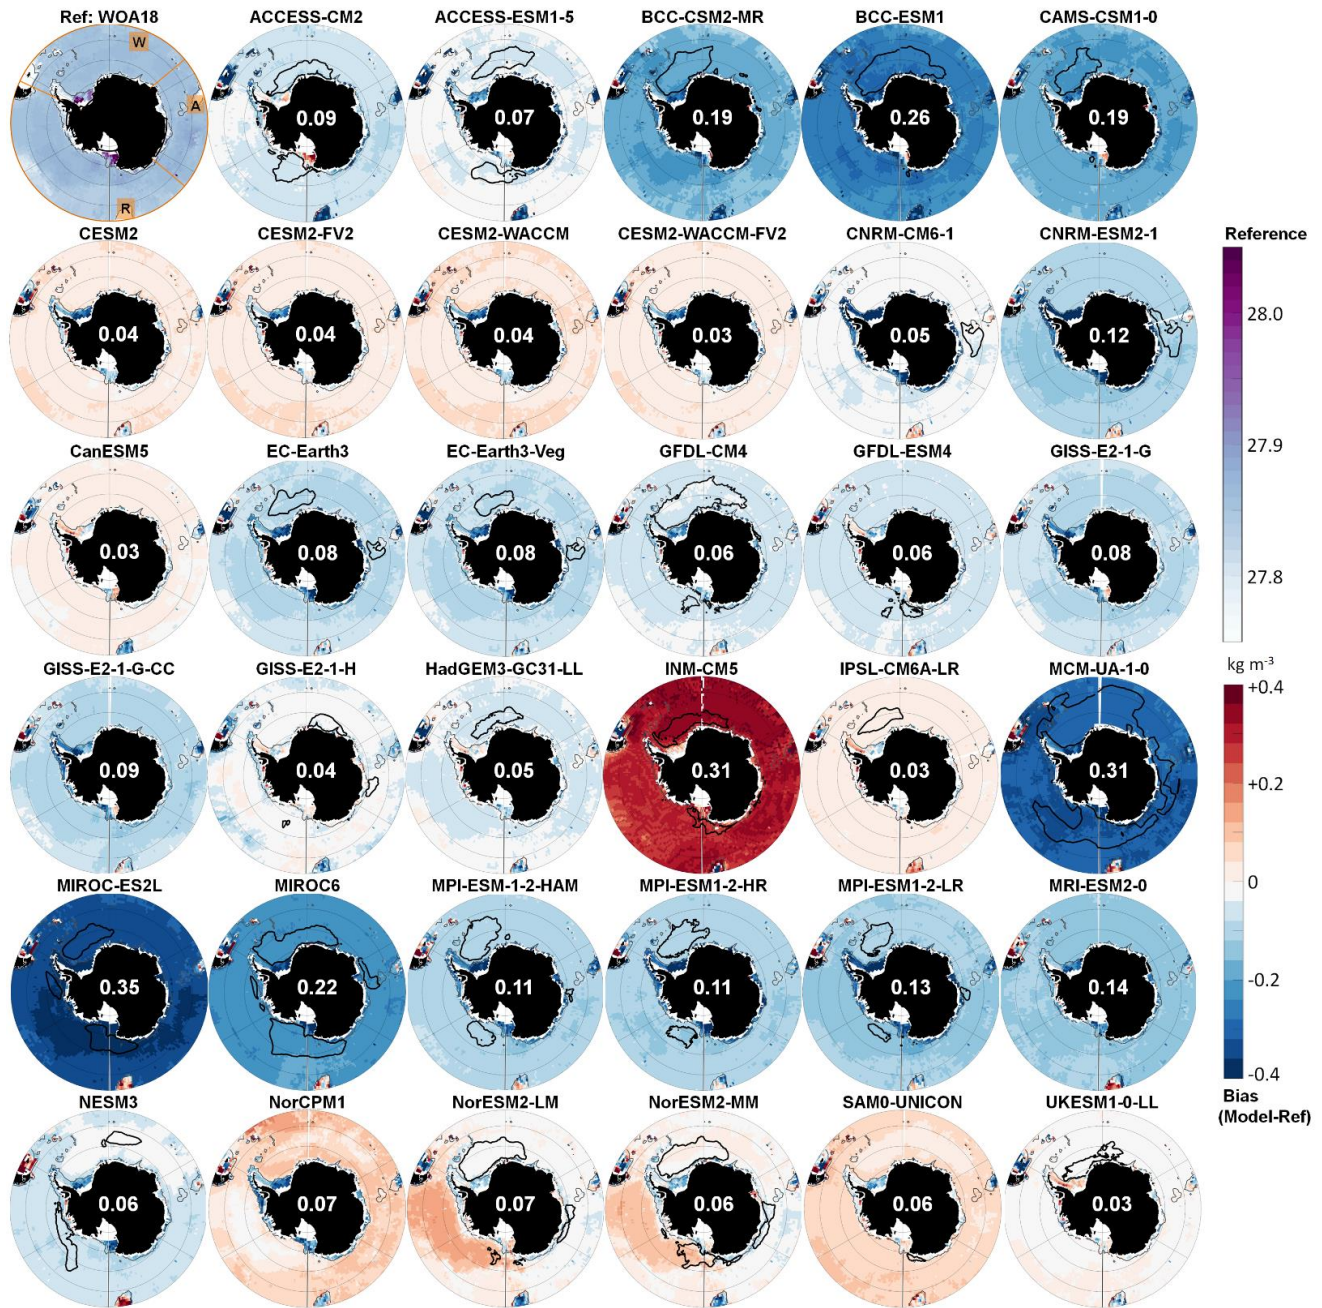 Ref: WOA18 ACCESS-CM2 ACCESS-ESM1-5 BCC-CSM2-MR BCC-ESM1 CAMS-CSM1-0
W
A
R
0.09 0.07 0.19 0.26 0.19
CESM2 CESM2-FV2 CESM2-WACCM CESM2-WACCM-FV2 CNRM-CM6-1 CNRM-ESM2-1
0.04 0.04 0.04 0.03 0.05 0.12
CanESM5 EC-Earth3 EC-Earth3-Veg GFDL-CM4 GFDL-ESM4 GISS-E2-1-G
0.03 0.08 0.08 0.06 0.06 0.08
GISS-E2-1-G-CC GISS-E2-1-H HadGEM3-GC31-LL INM-CM5 IPSL-CM6A-LR MCM-UA-1-0
0.09 0.04 0.05 0.31 0.03 0.31
MIROC-ES2L MIROC6 MPI-ESM-1-2-HAM MPI-ESM1-2-HR MPI-ESM1-2-LR MRI-ESM2-0
0.35 0.22 0.11 0.11 0.13 0.14
NESM3 NorCPM1 NorESM2-LM NorESM2-MM SAM0-UNICON UKESM1-0-LL
0.06 0.07 0.07 0.06 0.06 0.03
Reference
28.0
27.9
27.8
kg m⁻³
+0.4
+0.2
0
-0.2
-0.4
Bias
(Model-Ref)